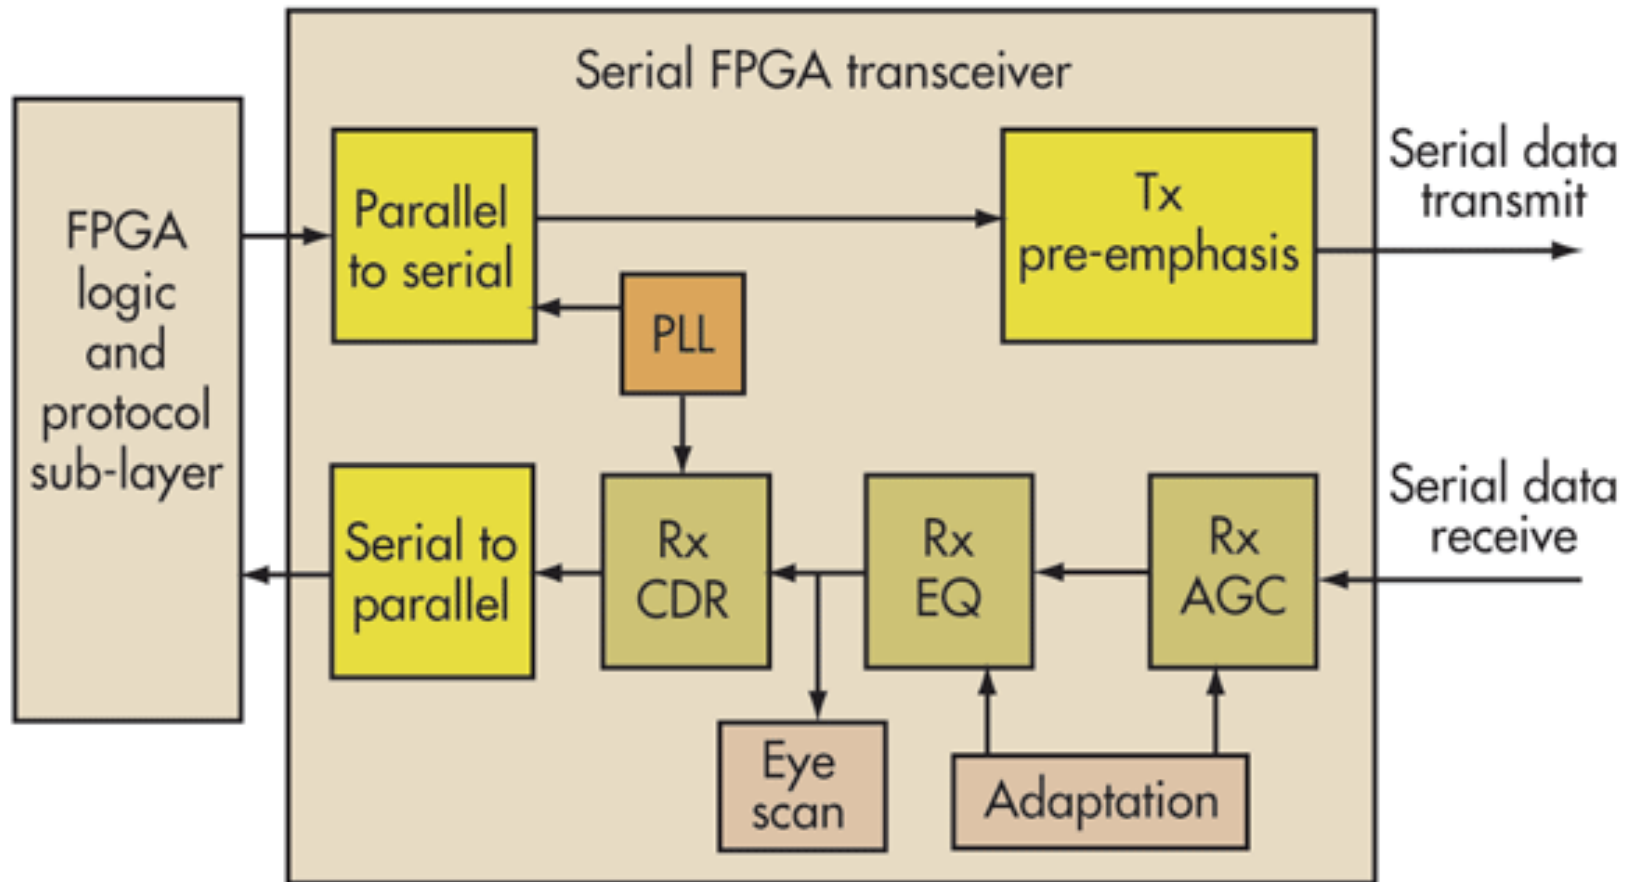 Serial FPGA transceiver
FPGA
logic
and
protocol
sub-layer
Parallel
to serial
PLL
Tx
pre-emphasis
Serial data
transmit
Serial to
parallel
Rx
CDR
Rx
EQ
Rx
AGC
Serial data
receive
Eye
scan
Adaptation